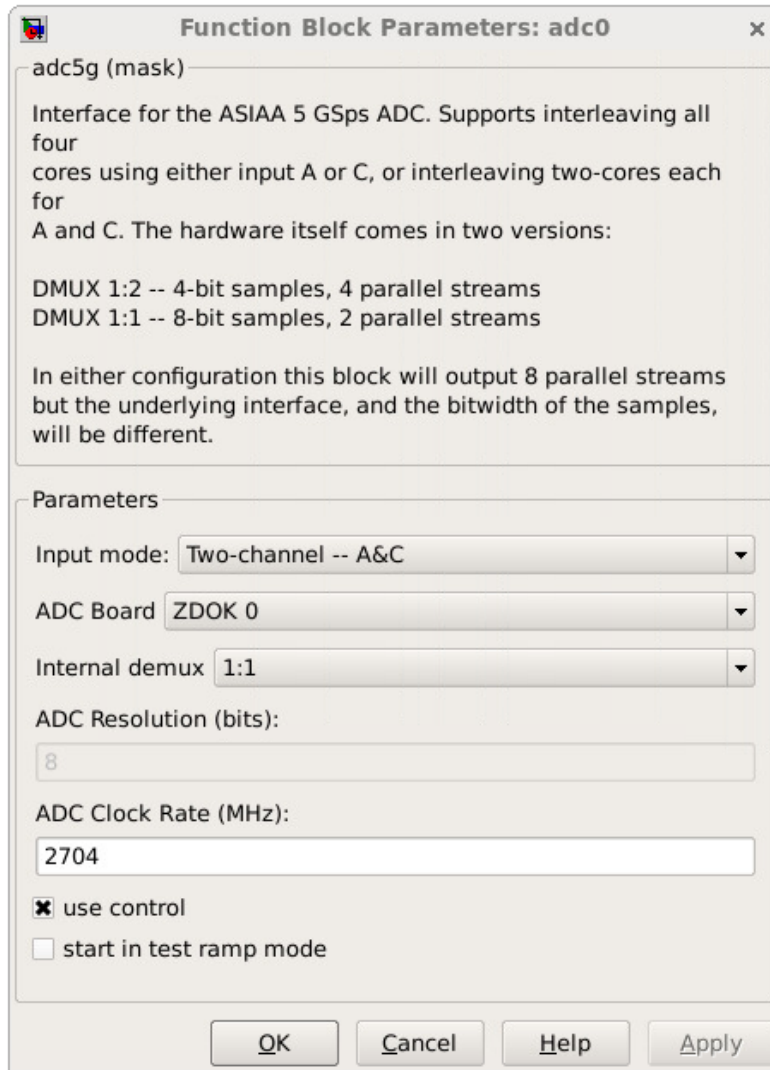 Function Block Parameters: adc0
adc5g (mask)
Interface for the ASIAA 5 GSps ADC. Supports interleaving all
four
cores using either input A or C, or interleaving two-cores each
for
A and C. The hardware itself comes in two versions:
DMUX 1:2 -- 4-bit samples, 4 parallel streams
DMUX 1:1 -- 8-bit samples, 2 parallel streams
In either configuration this block will output 8 parallel streams
but the underlying interface, and the bitwidth of the samples,
will be different.
Parameters
Input mode: Two-channel -- A&C
ADC Board ZDOK 0
Internal demux 1:1
ADC Resolution (bits):
8
ADC Clock Rate (MHz):
2704
use control
start in test ramp mode
OK Cancel Help Apply